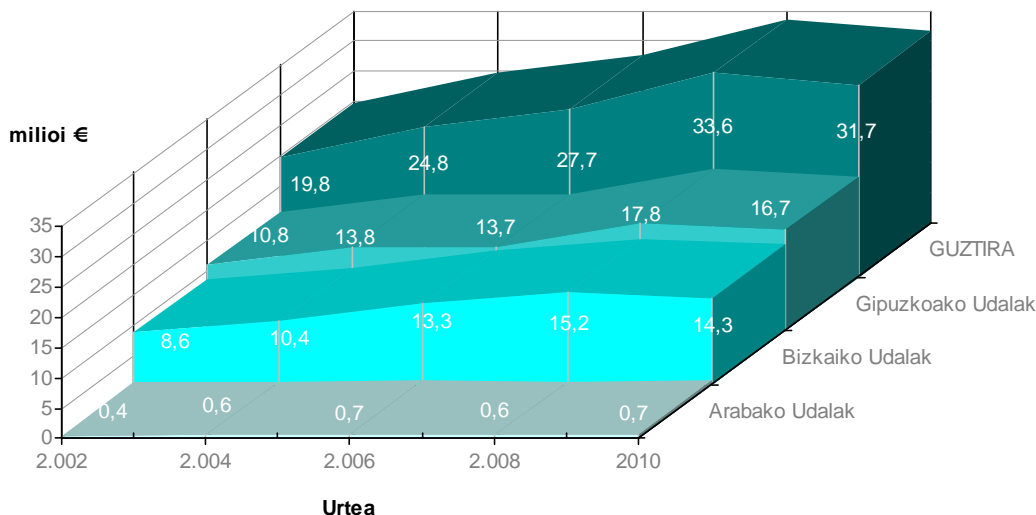 milioi €
35
30
25
20
15
10
5
0
19,8 24,8 27,7 33,6 31,7
10,8 13,8 13,7 17,8 16,7
8,6 10,4 13,3 15,2 14,3
0,4 0,6 0,7 0,6 0,7
GUZTIRA
Gipuzkoako Udalak
Bizkaiko Udalak
Arabako Udalak
2.002 2.004 2.006 2.008 2010
Urtea